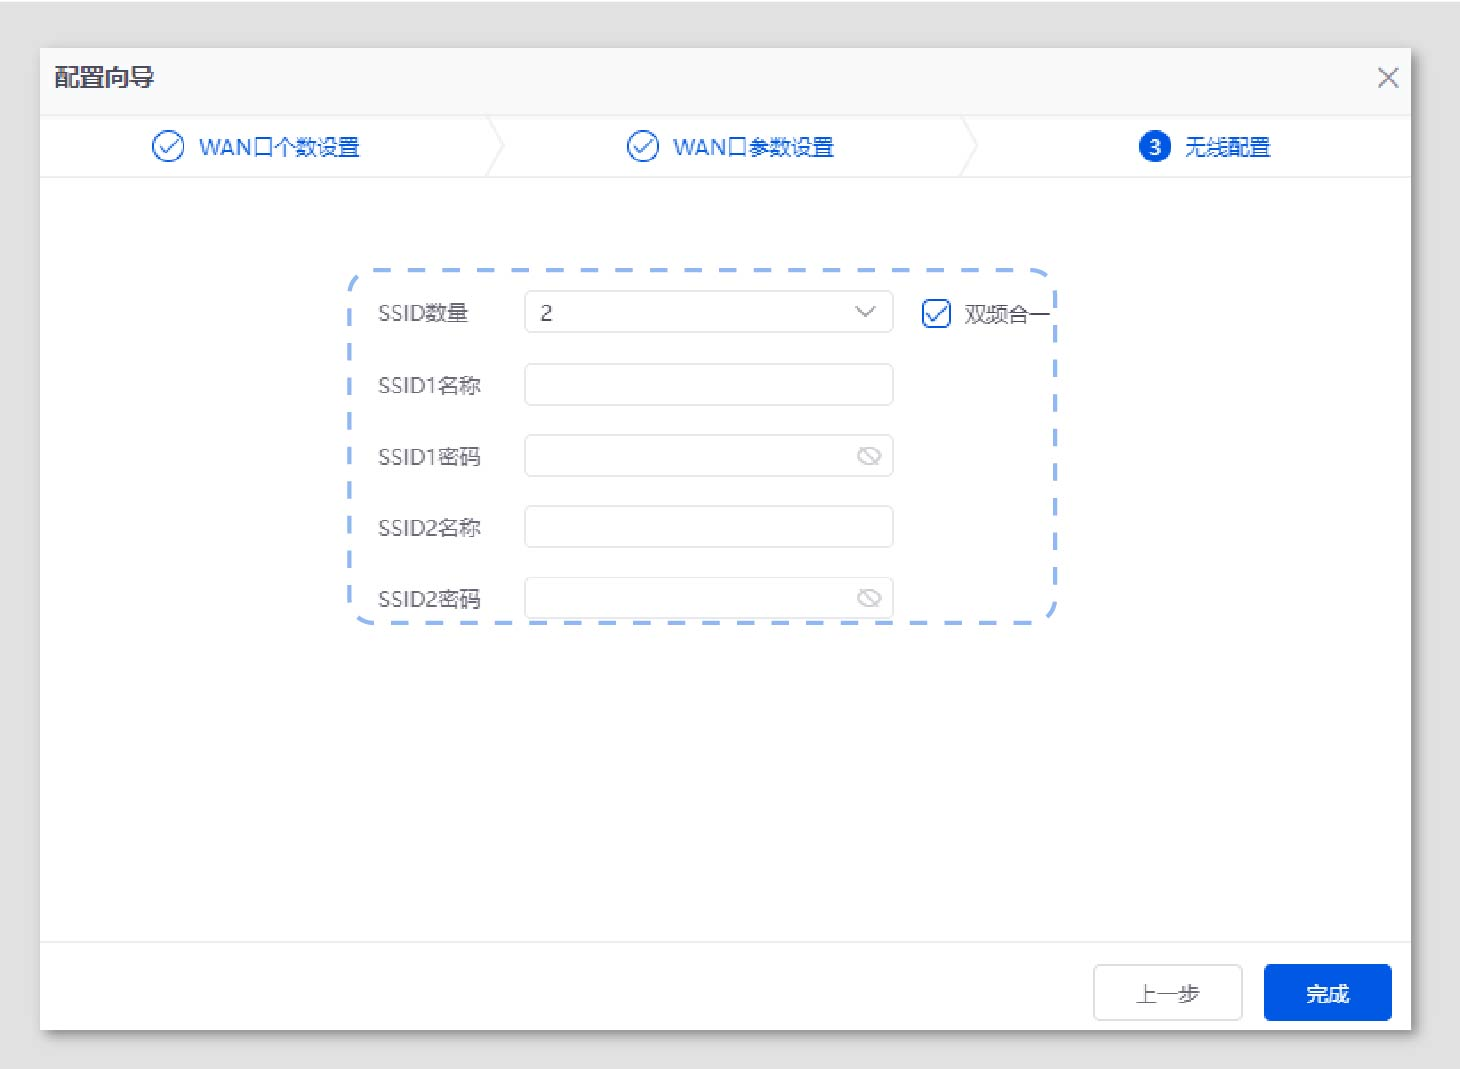 配置向导
WAN口个数设置
WAN口参数设置
3 无线配置
SSID数量 2 双频合一
SSID1名称
SSID1密码
SSID2名称
SSID2密码
上一步 完成